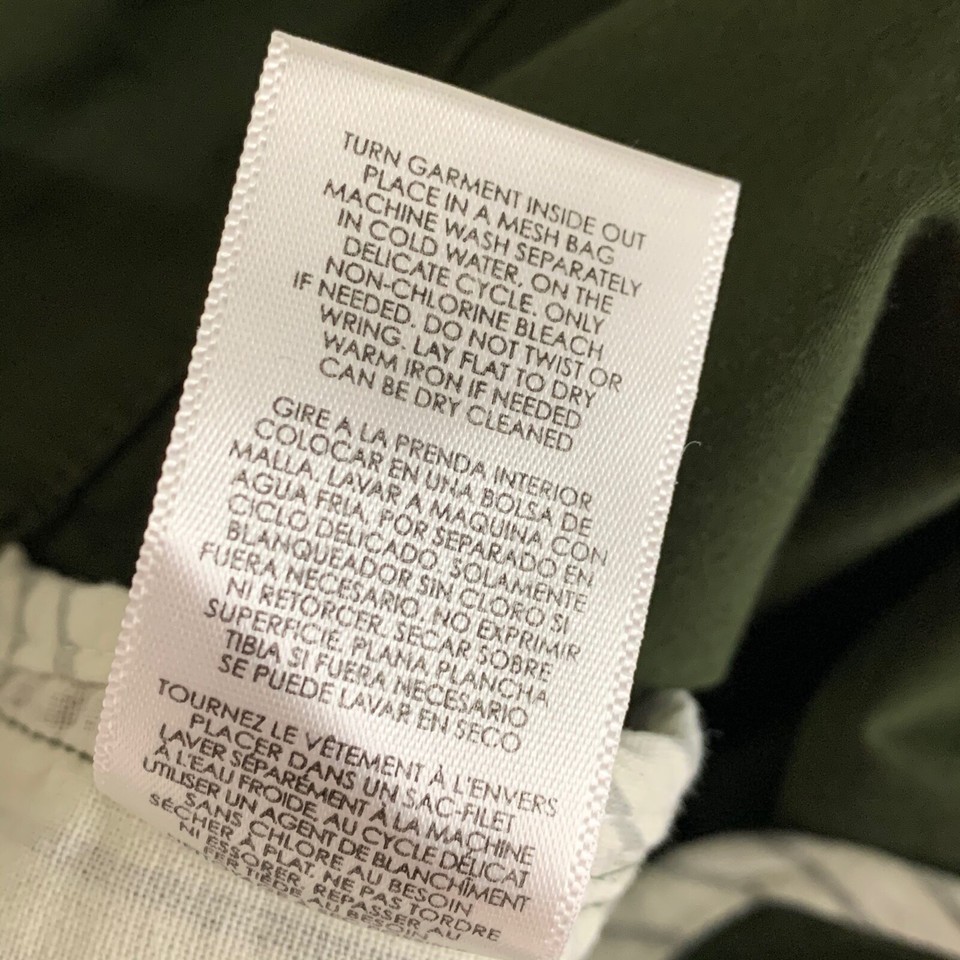 TURN GARMENT INSIDE OUT
PLACE IN A MESH BAG
MACHINE WASH SEPARATELY
IN COLD WATER, ON THE
DELICATE CYCLE. ONLY
NON-CHLORINE BLEACH
IF NEEDED. DO NOT TWIST OR
WRING. LAY FLAT TO DRY
WARM IRON IF NEEDED
CAN BE DRY CLEANED
GIRE A LA PRENDA INTERIOR
COLOCAR EN UNA BOLSA DE
MALLA. LAVAR A MAQUINA, CON
AGUA FRIA, POR SEPARADO EN
CICLO DELICADO. SOLAMENTE
BLANQUEADOR SIN CLORO SI
FUERA NECESARIO. NO EXPRIMIR
NI RETORCER. SECAR SOBRE
SUPERFICIE. PLANA PLANCHA
TIBIA SI FUERA NECESARIO
SE PUEDE LAVAR EN SECO
TOURNEZ LE VÊTEMENT À L'ENVERS
PLACER DANS UN SAC-FILET
LAVER SÉPARÉMENT À LA MACHINE
À L'EAU FROIDE, AU CYCLE DÉLICAT
UTILISER UN AGENT DE BLANCHÎMENT
SANS CHLORE AU BESOIN
SÉCHER À PLAT, NE PAS TORDRE
NI ESSORER, REPASSER AU
TIÈDE AU BESOIN